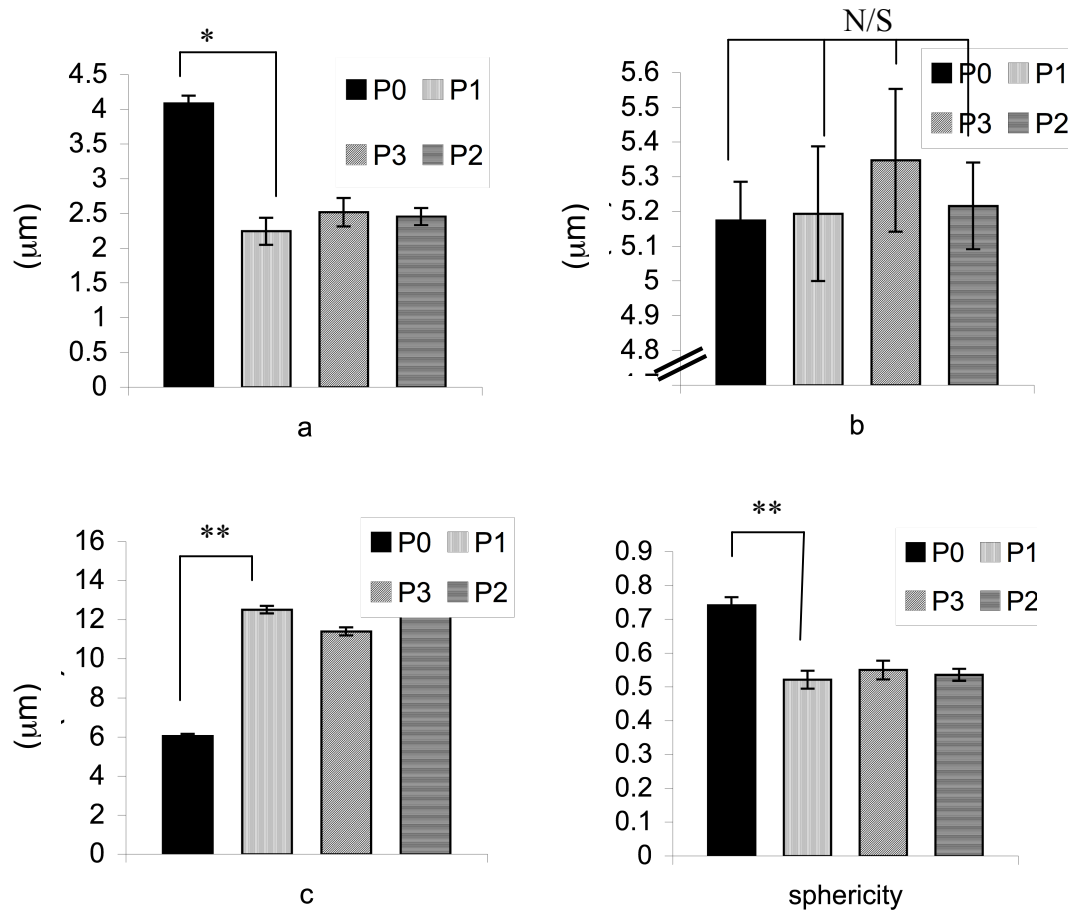 *
4.5
4
3.5
3
2.5
2
1.5
1
0.5
0
(μm)
P0 P1
P3 P2
a
N/S
5.6
5.5
5.4
5.3
5.2
5.1
5
4.9
4.8
(μm)
P0 P1
P3 P2
b
**
16
14
12
10
8
6
4
2
0
(μm)
P0 P1
P3 P2
c
**
0.9
0.8
0.7
0.6
0.5
0.4
0.3
0.2
0.1
0
P0 P1
P3 P2
sphericity